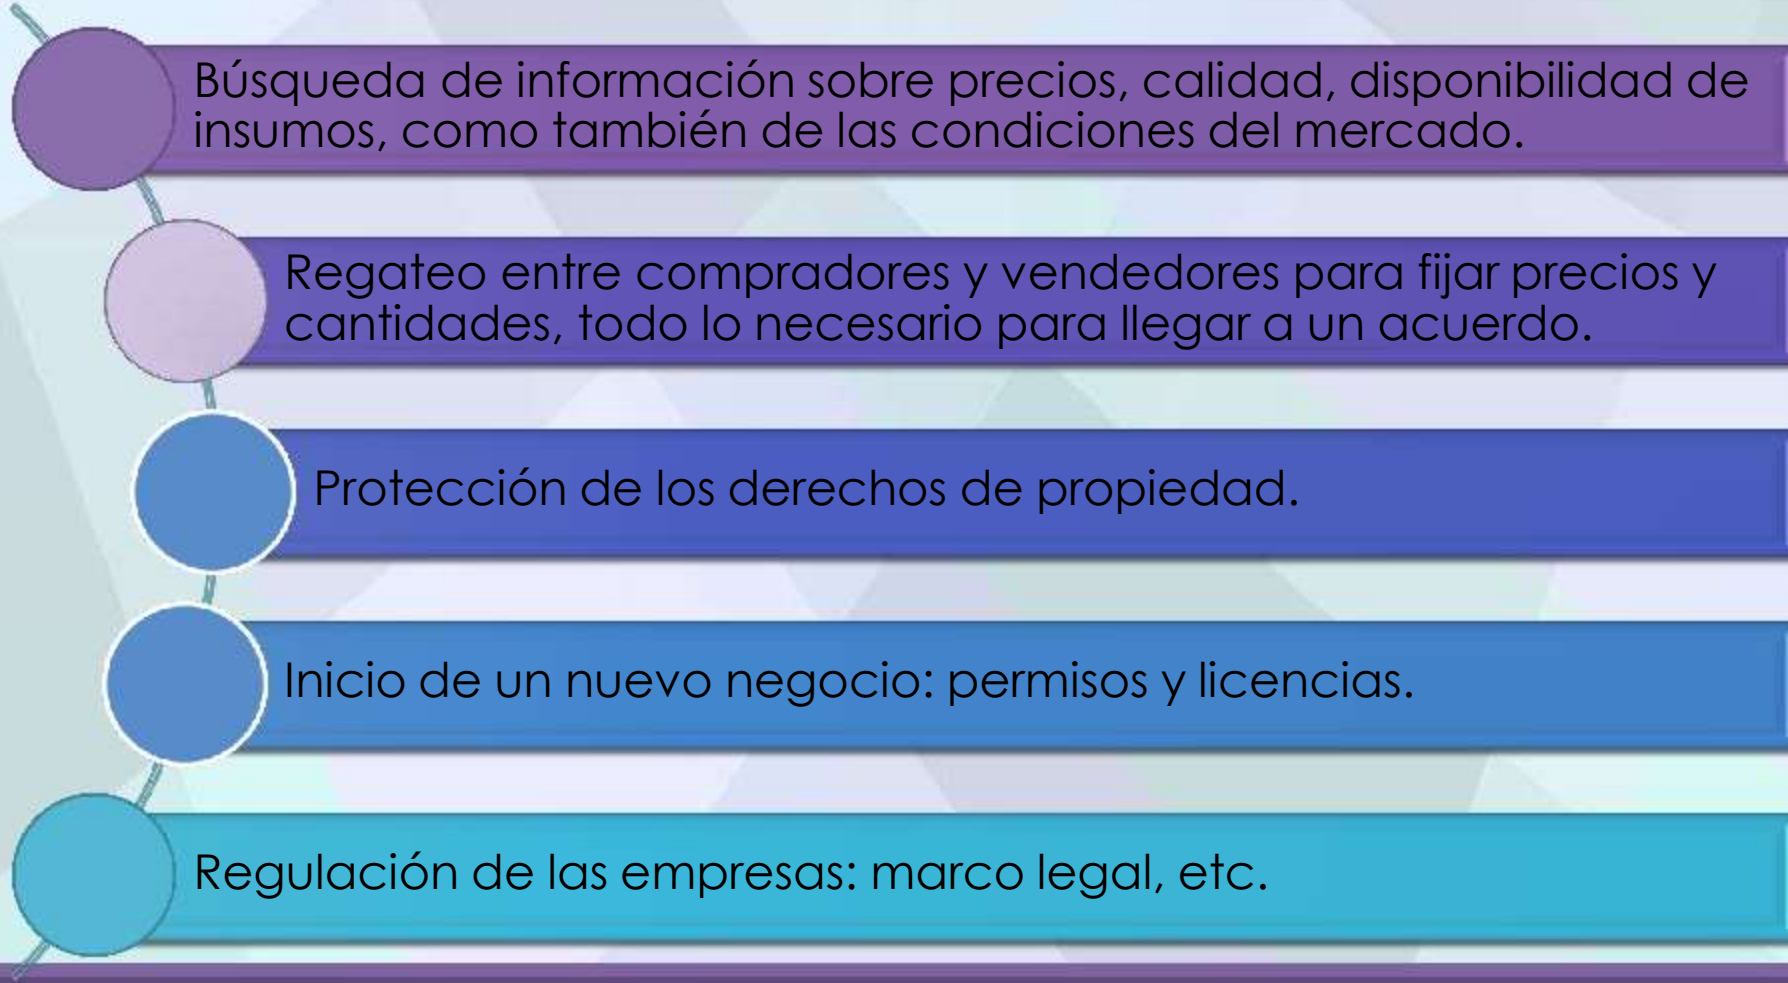 Búsqueda de información sobre precios, calidad, disponibilidad de
insumos, como también de las condiciones del mercado.
Regateo entre compradores y vendedores para fijar precios y
cantidades, todo lo necesario para llegar a un acuerdo.
Protección de los derechos de propiedad.
Inicio de un nuevo negocio: permisos y licencias.
Regulación de las empresas: marco legal, etc.